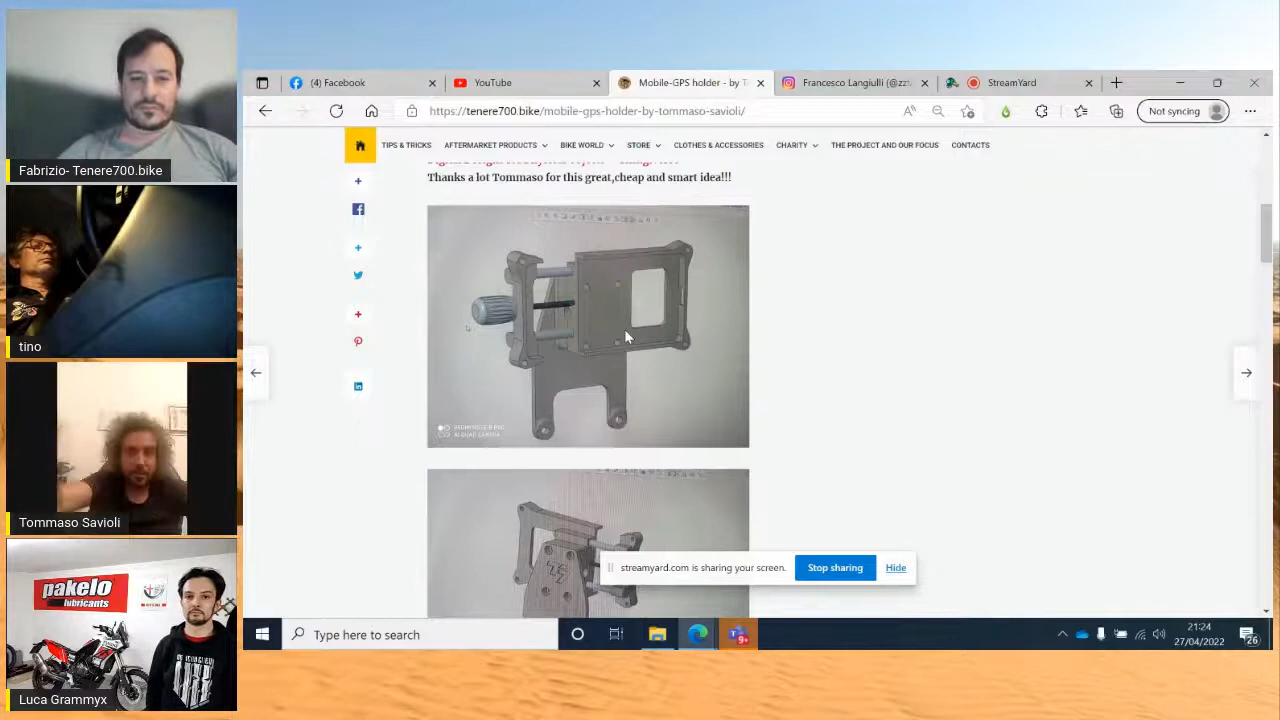 Fabrizio- Tenere700.bike
tino
Tommaso Savioli
pakelo
lubricants
Luca Grammyx
(4) Facebook
YouTube
Mobile-GPS holder - by T
Francesco Langiulli (@zz
StreamYard
https://tenere700.bike/mobile-gps-holder-by-tommaso-savioli/
Not syncing
TIPS & TRICKS
AFTERMARKET PRODUCTS
BIKE WORLD
STORE
CLOTHES & ACCESSORIES
CHARITY
THE PROJECT AND OUR FOCUS
CONTACTS
Thanks a lot Tommaso for this great,cheap and smart idea!!!
streamyard.com is sharing your screen.
Stop sharing
Hide
Type here to search
9+
21:24
27/04/2022
26